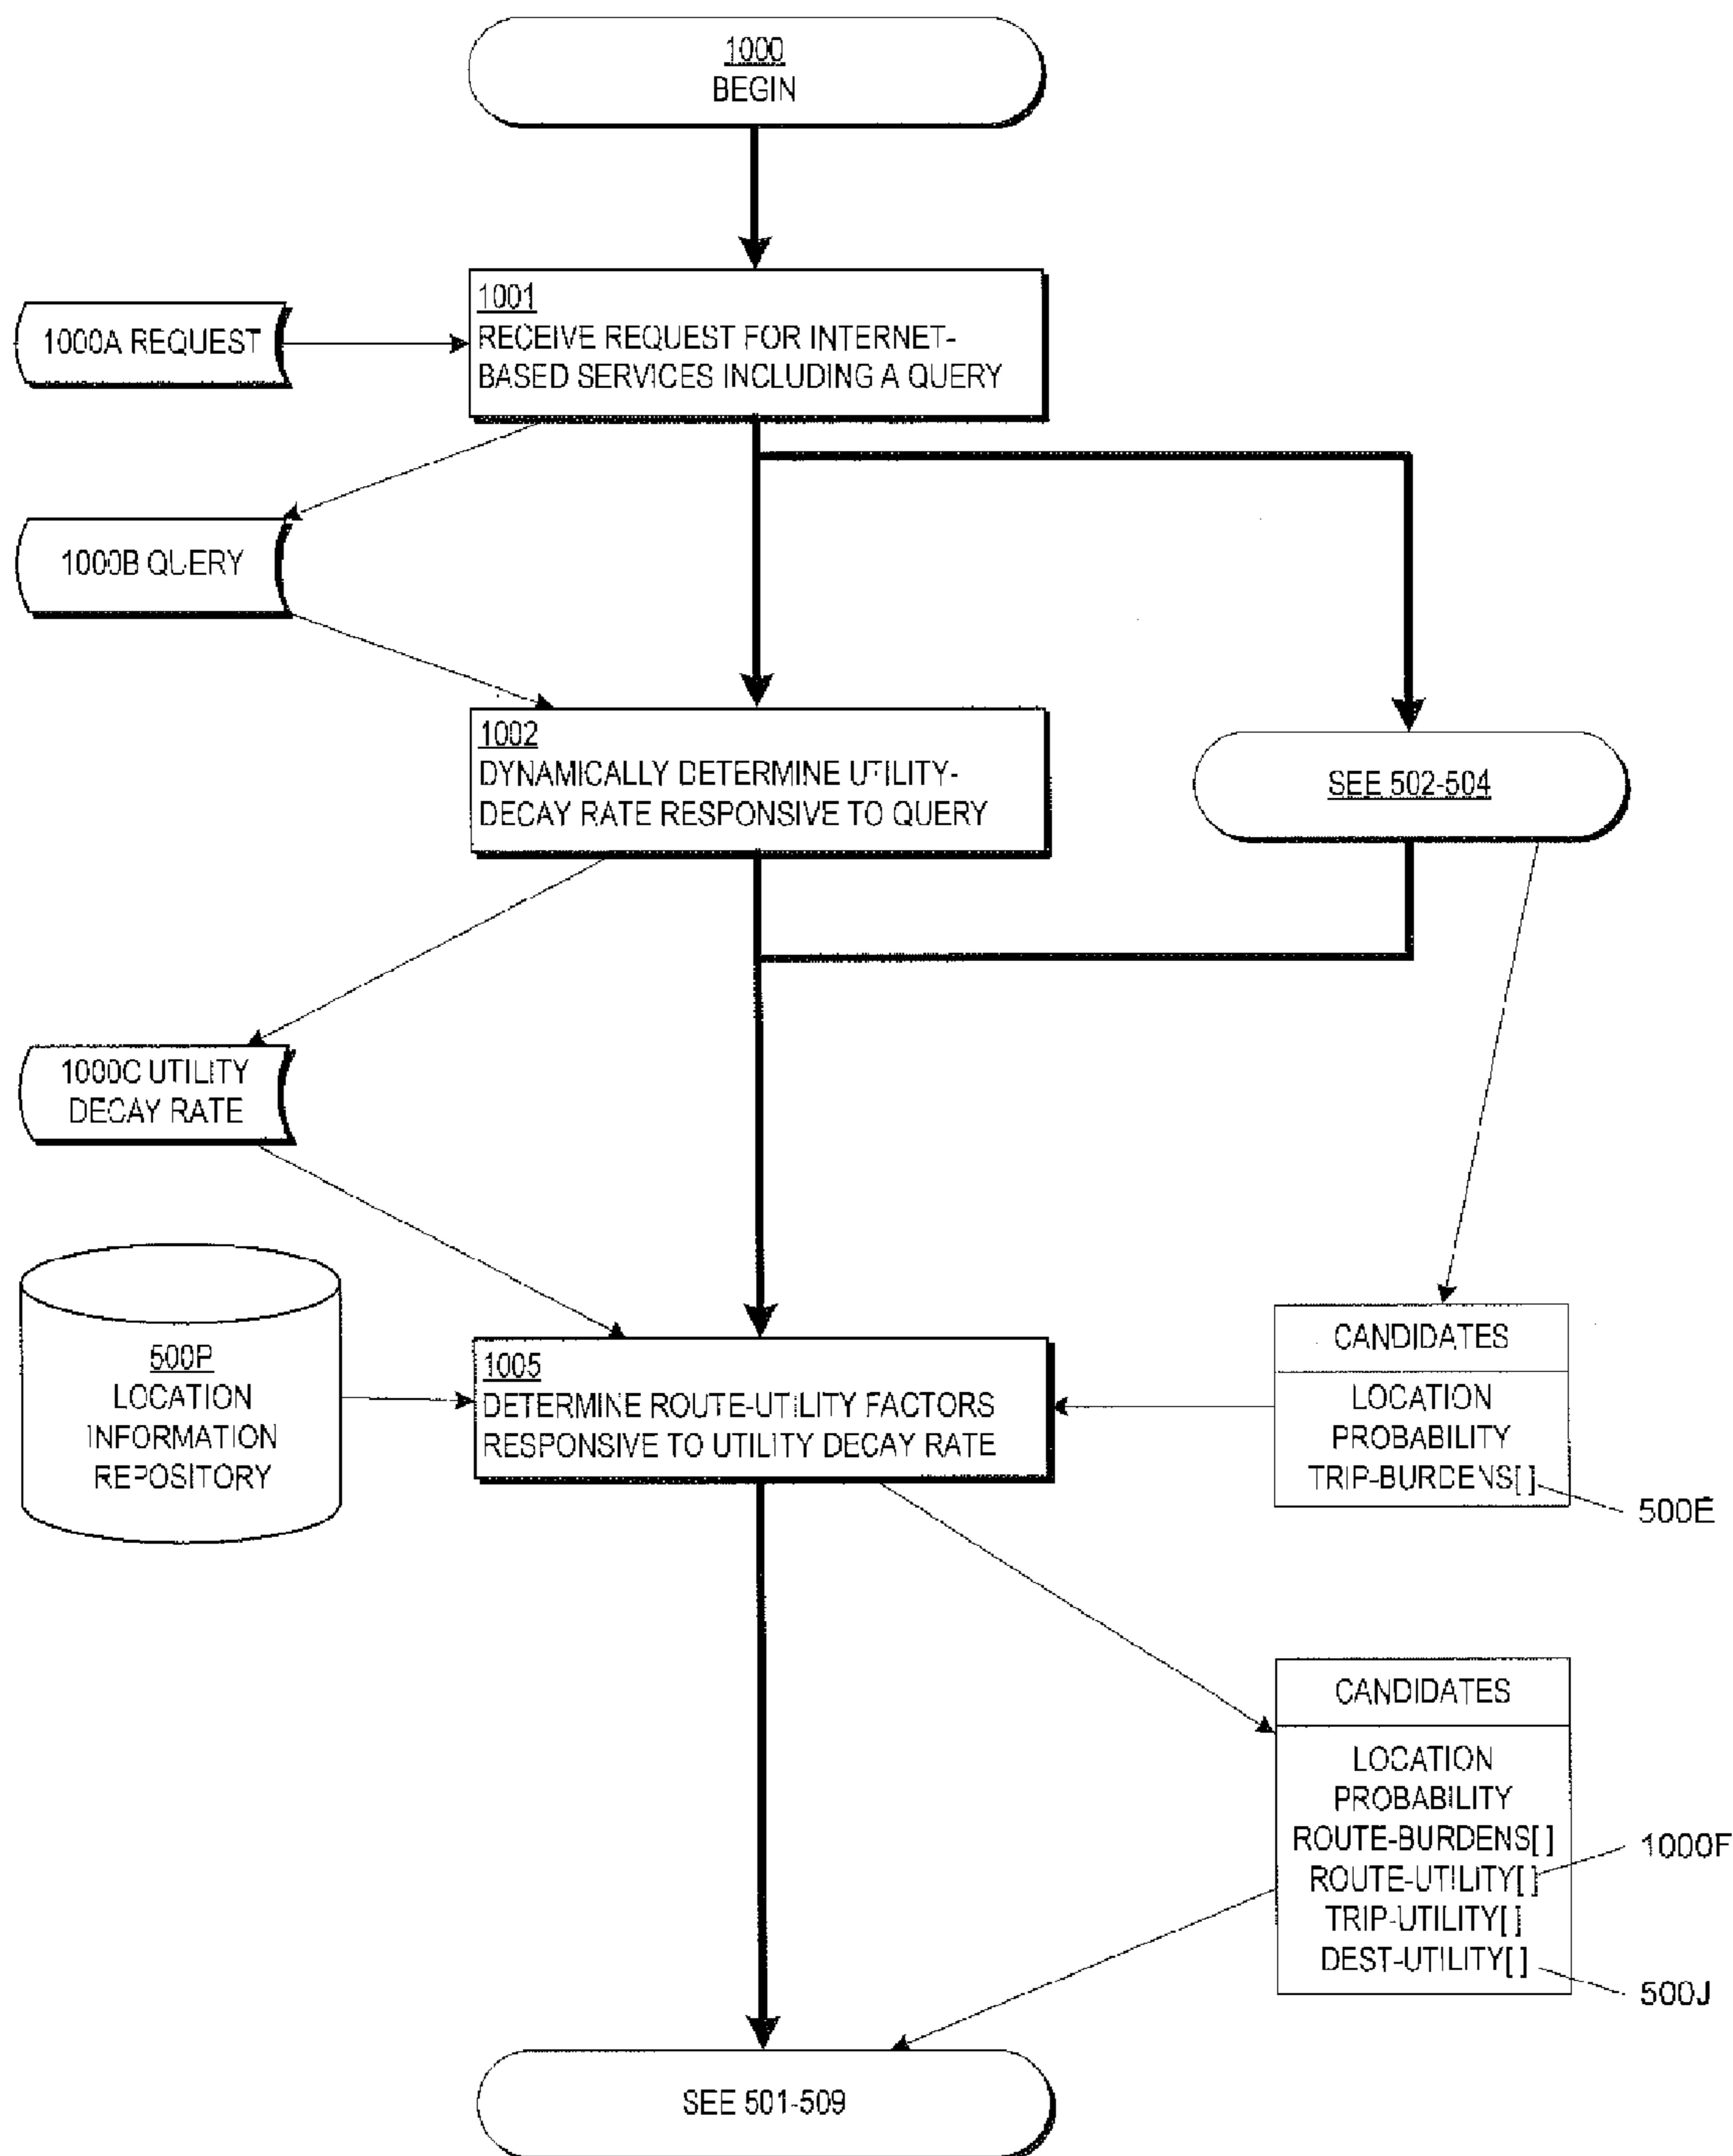 1000
BEGIN
1000A REQUEST
1001
RECEIVE REQUEST FOR INTERNET-
BASED SERVICES INCLUDING A QUERY
1000B QUERY
1002
DYNAMICALLY DETERMINE UTILITY-
DECAY RATE RESPONSIVE TO QUERY
SEE 502-504
1000C UTILITY
DECAY RATE
500P
LOCATION
INFORMATION
REPOSITORY
1005
DETERMINE ROUTE-UTILITY FACTORS
RESPONSIVE TO UTILITY DECAY RATE
CANDIDATES
LOCATION
PROBABILITY
TRIP-BURDENS[ ]
500E
CANDIDATES
LOCATION
PROBABILITY
ROUTE-BURDENS[ ]
ROUTE-UTILITY[ ]
TRIP-UTILITY[ ]
DEST-UTILITY[ ]
1000F
500J
SEE 501-509